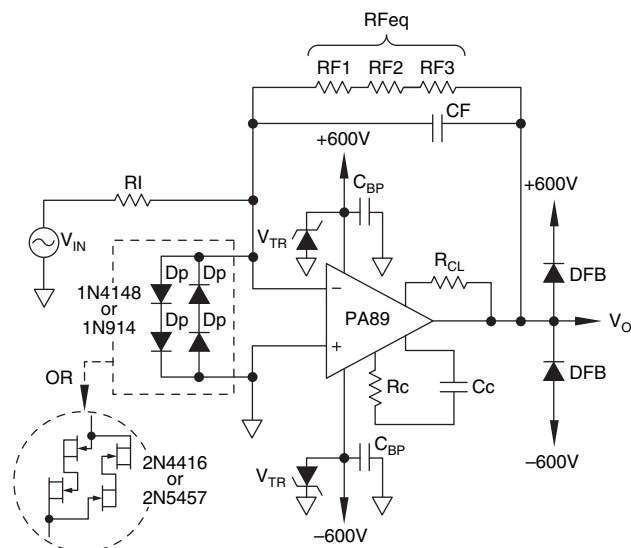 RFeq
RF1 RF2 RF3
CF
+600V
+600V
RI
C_BP
V_TR
V_IN
R_CL
Dp Dp
1N4148
or
1N914
Dp Dp
−
PA89
+
DFB
V_O
DFB
OR
Rc
Cc
C_BP
2N4416
or
2N5457
V_TR
−600V
−600V